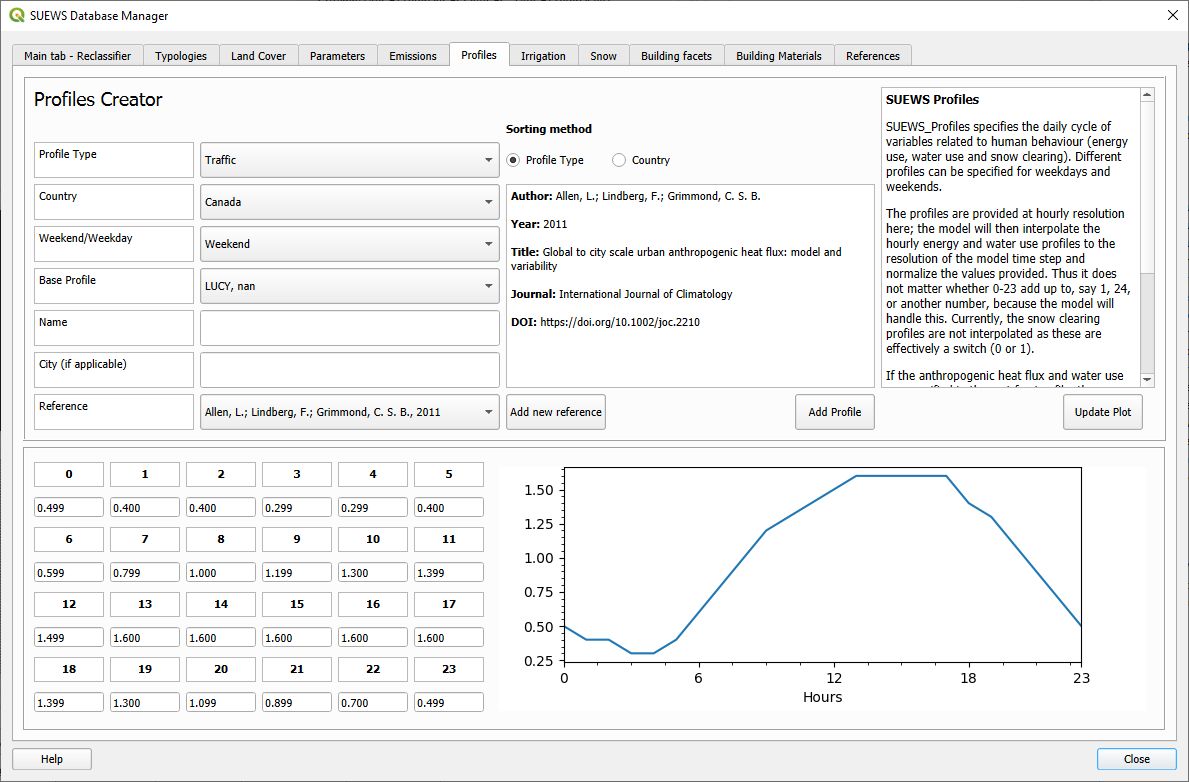 SUEWS Database Manager
Main tab - Reclassifier Typologies Land Cover Parameters Emissions Profiles Irrigation Snow Building facets Building Materials References
Profiles Creator
Sorting method
Profile Type Traffic Profile Type Country
Country Canada
Weekend/Weekday Weekend
Base Profile LUCY, nan
Name
City (if applicable)
Reference Allen, L.; Lindberg, F.; Grimmond, C. S. B., 2011 Add new reference Add Profile Update Plot
Author: Allen, L.; Lindberg, F.; Grimmond, C. S. B.
Year: 2011
Title: Global to city scale urban anthropogenic heat flux: model and
variability
Journal: International Journal of Climatology
DOI: https://doi.org/10.1002/joc.2210
SUEWS Profiles
SUEWS_Profiles specifies the daily cycle of
variables related to human behaviour (energy
use, water use and snow clearing). Different
profiles can be specified for weekdays and
weekends.
The profiles are provided at hourly resolution
here; the model will then interpolate the
hourly energy and water use profiles to the
resolution of the model time step and
normalize the values provided. Thus it does
not matter whether 0-23 add up to, say 1, 24,
or another number, because the model will
handle this. Currently, the snow clearing
profiles are not interpolated as these are
effectively a switch (0 or 1).
If the anthropogenic heat flux and water use
0 1 2 3 4 5
0.499 0.400 0.400 0.299 0.299 0.400
6 7 8 9 10 11
0.599 0.799 1.000 1.199 1.300 1.399
12 13 14 15 16 17
1.499 1.600 1.600 1.600 1.600 1.600
18 19 20 21 22 23
1.399 1.300 1.099 0.899 0.700 0.499
1.50
1.25
1.00
0.75
0.50
0.25
0 6 12 18 23
Hours
Help Close